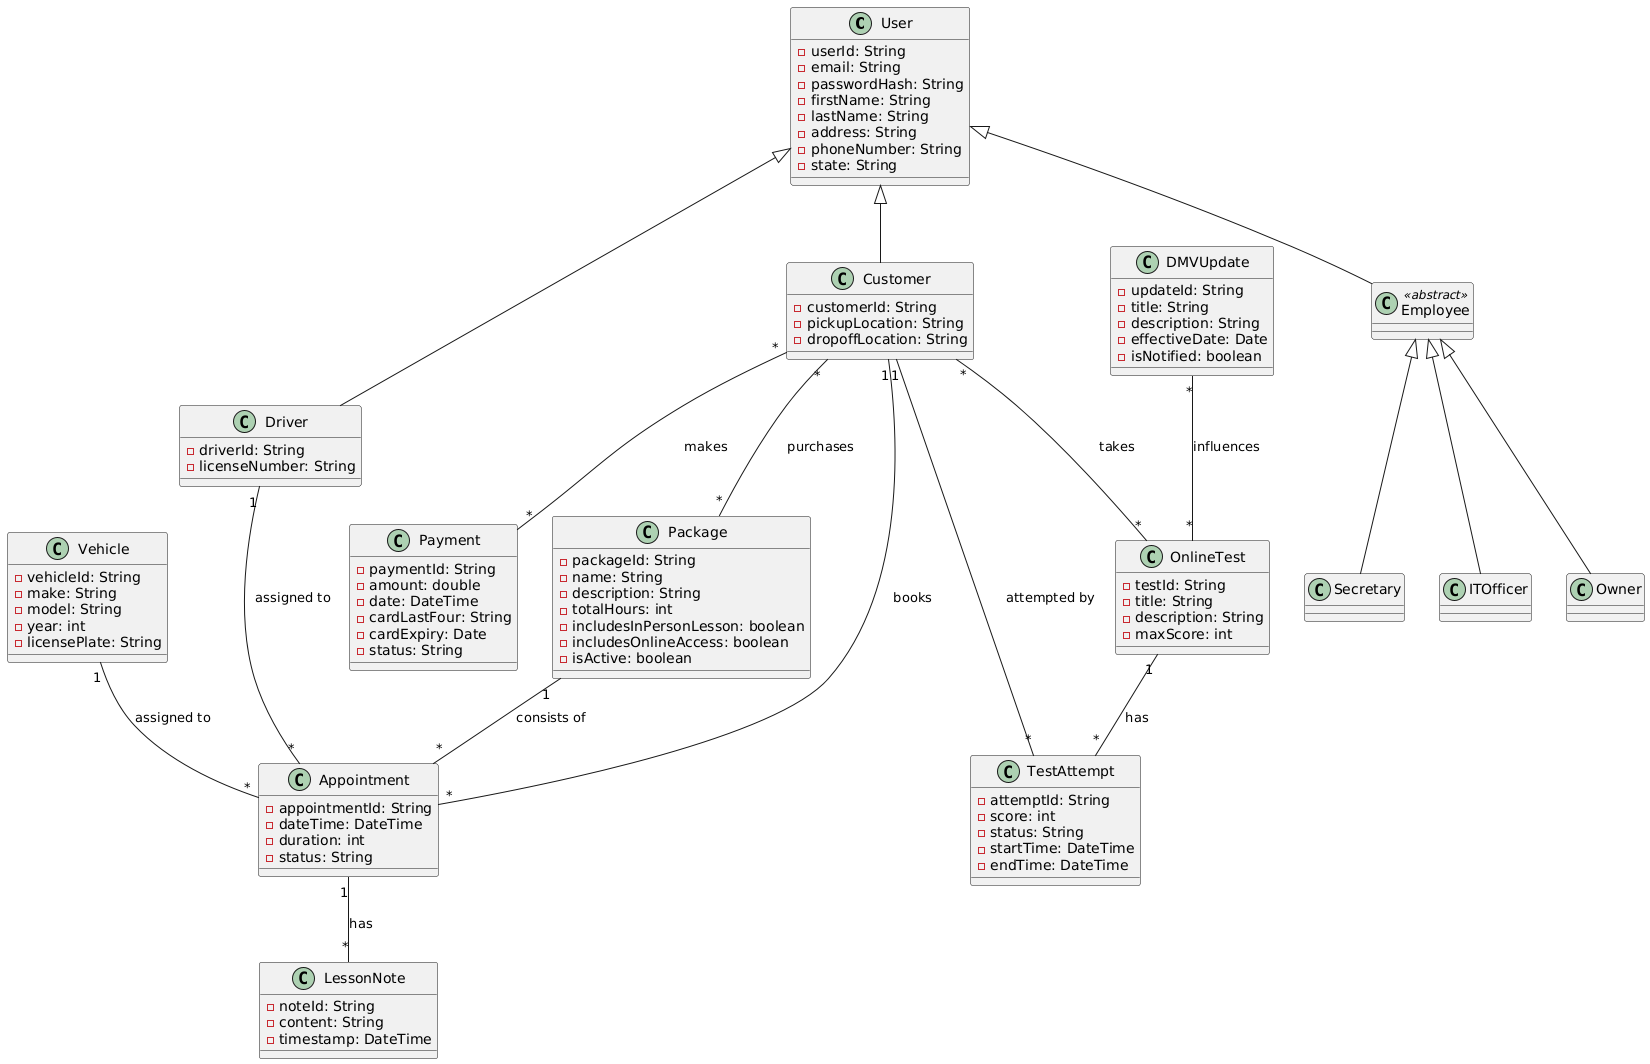 C User
userId: String
email: String
passwordHash: String
firstName: String
lastName: String
address: String
phoneNumber: String
state: String
C Customer
customerId: String
pickupLocation: String
dropoffLocation: String
C DMVUpdate
updateId: String
title: String
description: String
effectiveDate: Date
isNotified: boolean
C «abstract»
Employee
* * 1 1 * *
C Driver
driverId: String
licenseNumber: String
makes
purchases
takes
influences
1
* * * *
C Vehicle
vehicleId: String
make: String
model: String
year: int
licensePlate: String
assigned to
C Payment
paymentId: String
amount: double
date: DateTime
cardLastFour: String
cardExpiry: Date
status: String
C Package
packageId: String
name: String
description: String
totalHours: int
includesInPersonLesson: boolean
includesOnlineAccess: boolean
isActive: boolean
books
attempted by
C OnlineTest
testId: String
title: String
description: String
maxScore: int
C Secretary
C ITOfficer
C Owner
1 1 1
assigned to
consists of
has
* * * * * *
C Appointment
appointmentId: String
dateTime: DateTime
duration: int
status: String
C TestAttempt
attemptId: String
score: int
status: String
startTime: DateTime
endTime: DateTime
1
has
*
C LessonNote
noteId: String
content: String
timestamp: DateTime